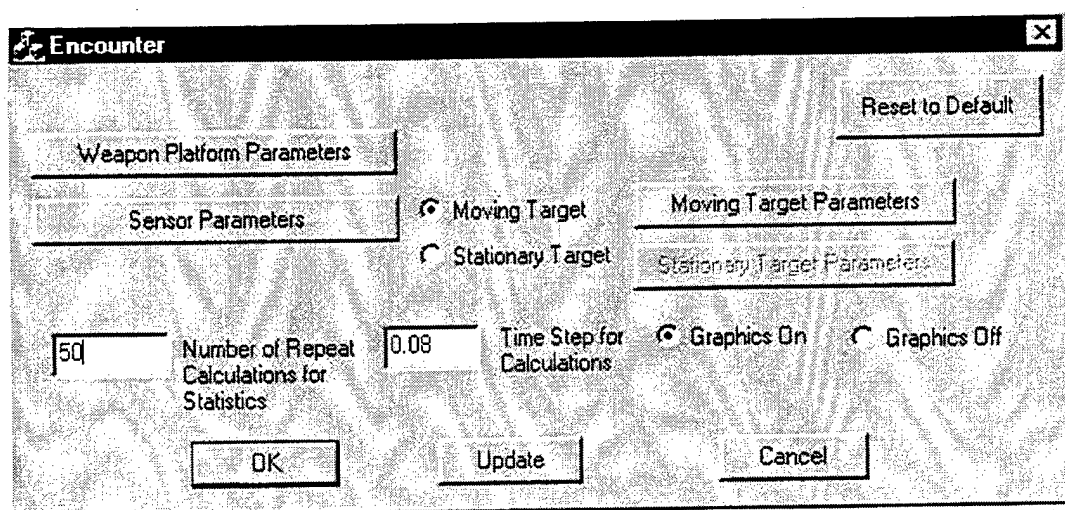 Encounter
Reset to Default
Weapon Platform Parameters
Sensor Parameters
Moving Target
Moving Target Parameters
Stationary Target
Stationary Target Parameters
50
Number of Repeat
Calculations for
Statistics
0.08
Time Step for
Calculations
Graphics On
Graphics Off
OK
Update
Cancel